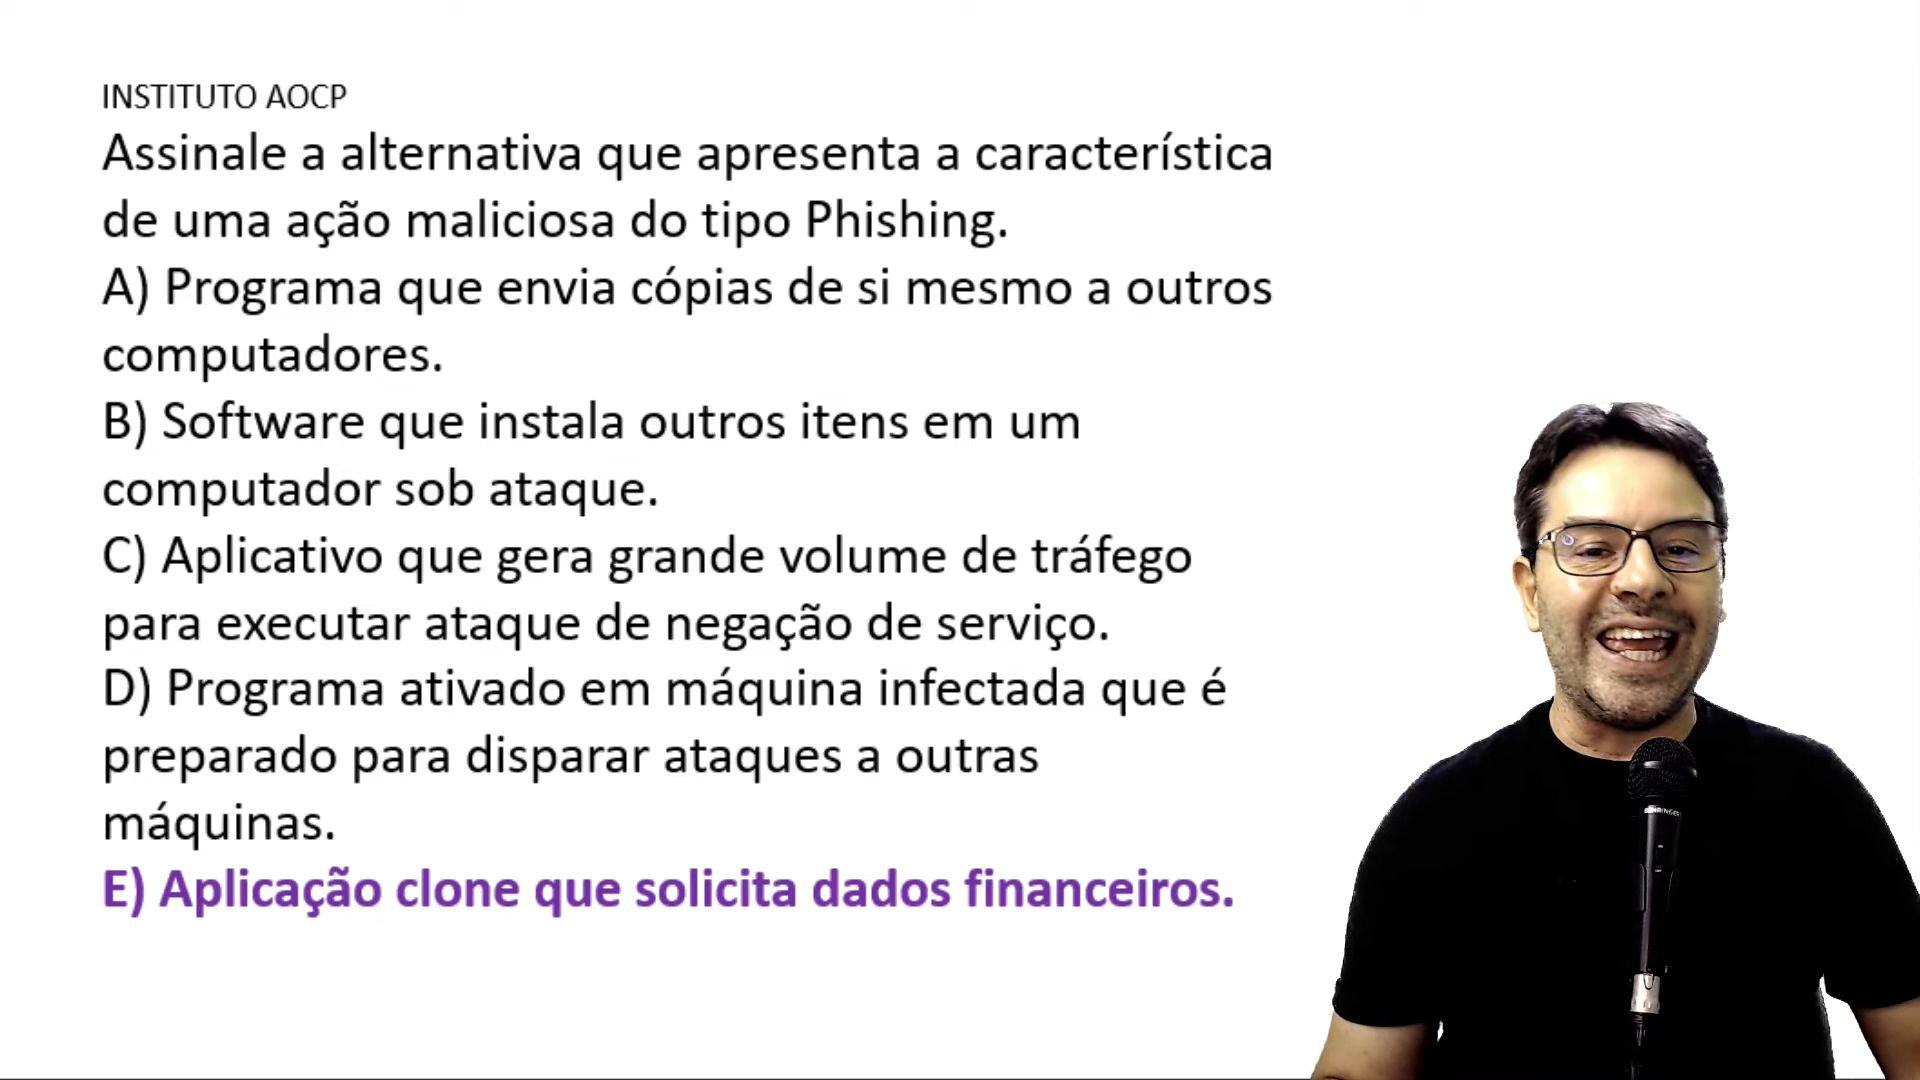 INSTITUTO AOCP
Assinale a alternativa que apresenta a característica
de uma ação maliciosa do tipo Phishing.
A) Programa que envia cópias de si mesmo a outros
computadores.
B) Software que instala outros itens em um
computador sob ataque.
C) Aplicativo que gera grande volume de tráfego
para executar ataque de negação de serviço.
D) Programa ativado em máquina infectada que é
preparado para disparar ataques a outras
máquinas.
E) Aplicação clone que solicita dados financeiros.
BEHRINGER